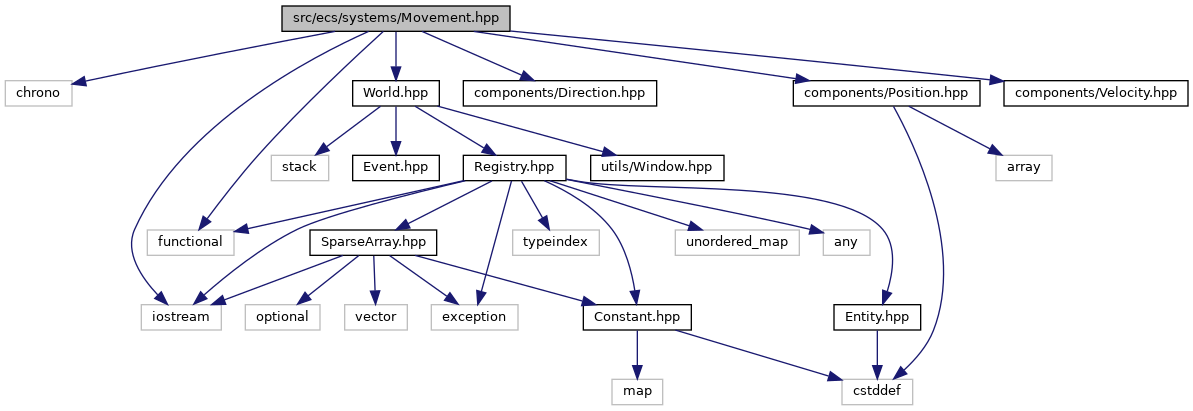 src/ecs/systems/Movement.hpp
chrono
World.hpp
components/Direction.hpp
components/Position.hpp
components/Velocity.hpp
stack
Event.hpp
Registry.hpp
utils/Window.hpp
array
functional
SparseArray.hpp
typeindex
unordered_map
any
iostream
optional
vector
exception
Constant.hpp
Entity.hpp
map
cstddef